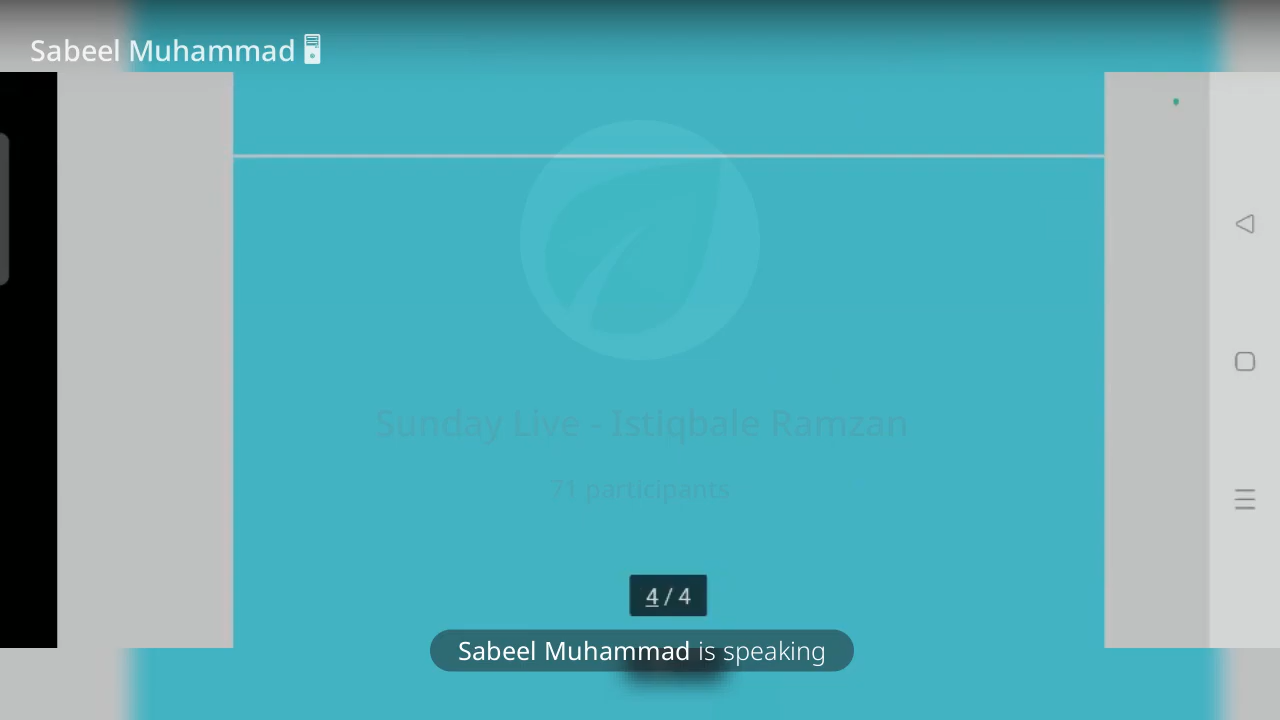 Sabeel Muhammad
Sunday Live - Istiqbale Ramzan
71 participants
4 / 4
Sabeel Muhammad is speaking